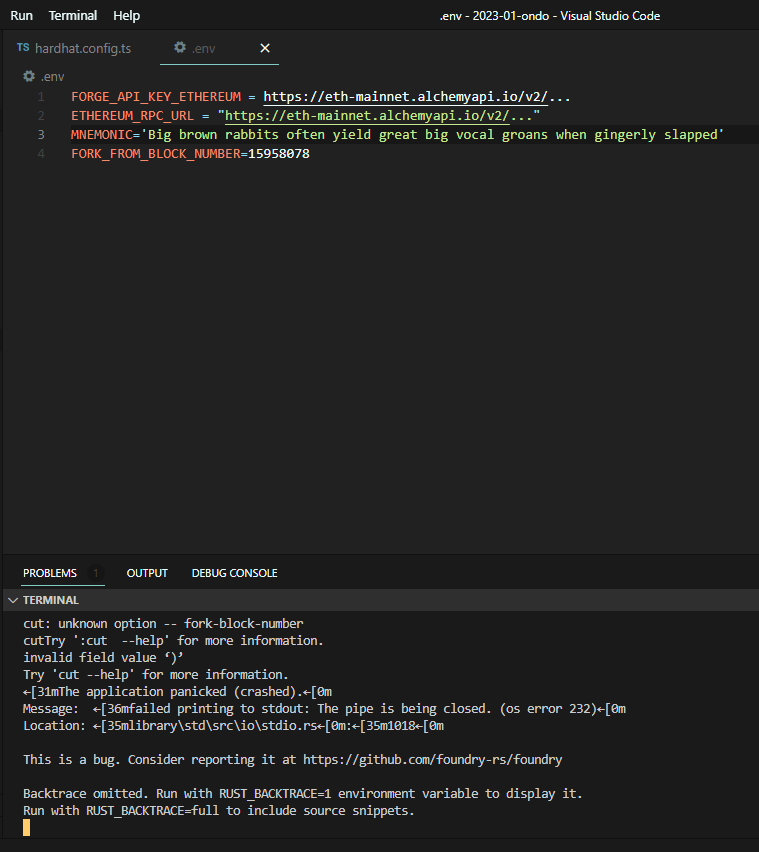 Run Terminal Help .env - 2023-01-ondo - Visual Studio Code
TS hardhat.config.ts .env ×
.env
1 FORGE_API_KEY_ETHEREUM = https://eth-mainnet.alchemyapi.io/v2/...
2 ETHEREUM_RPC_URL = "https://eth-mainnet.alchemyapi.io/v2/..."
3 MNEMONIC='Big brown rabbits often yield great big vocal groans when gingerly slapped'
4 FORK_FROM_BLOCK_NUMBER=15958078
PROBLEMS 1 OUTPUT DEBUG CONSOLE
TERMINAL
cut: unknown option -- fork-block-number
cutTry ':cut  --help' for more information.
invalid field value ‘)’
Try 'cut --help' for more information.
←[31mThe application panicked (crashed).←[0m
Message:  ←[36mfailed printing to stdout: The pipe is being closed. (os error 232)←[0m
Location: ←[35mlibrary\std\src\io\stdio.rs←[0m:←[35m1018←[0m
This is a bug. Consider reporting it at https://github.com/foundry-rs/foundry
Backtrace omitted. Run with RUST_BACKTRACE=1 environment variable to display it.
Run with RUST_BACKTRACE=full to include source snippets.